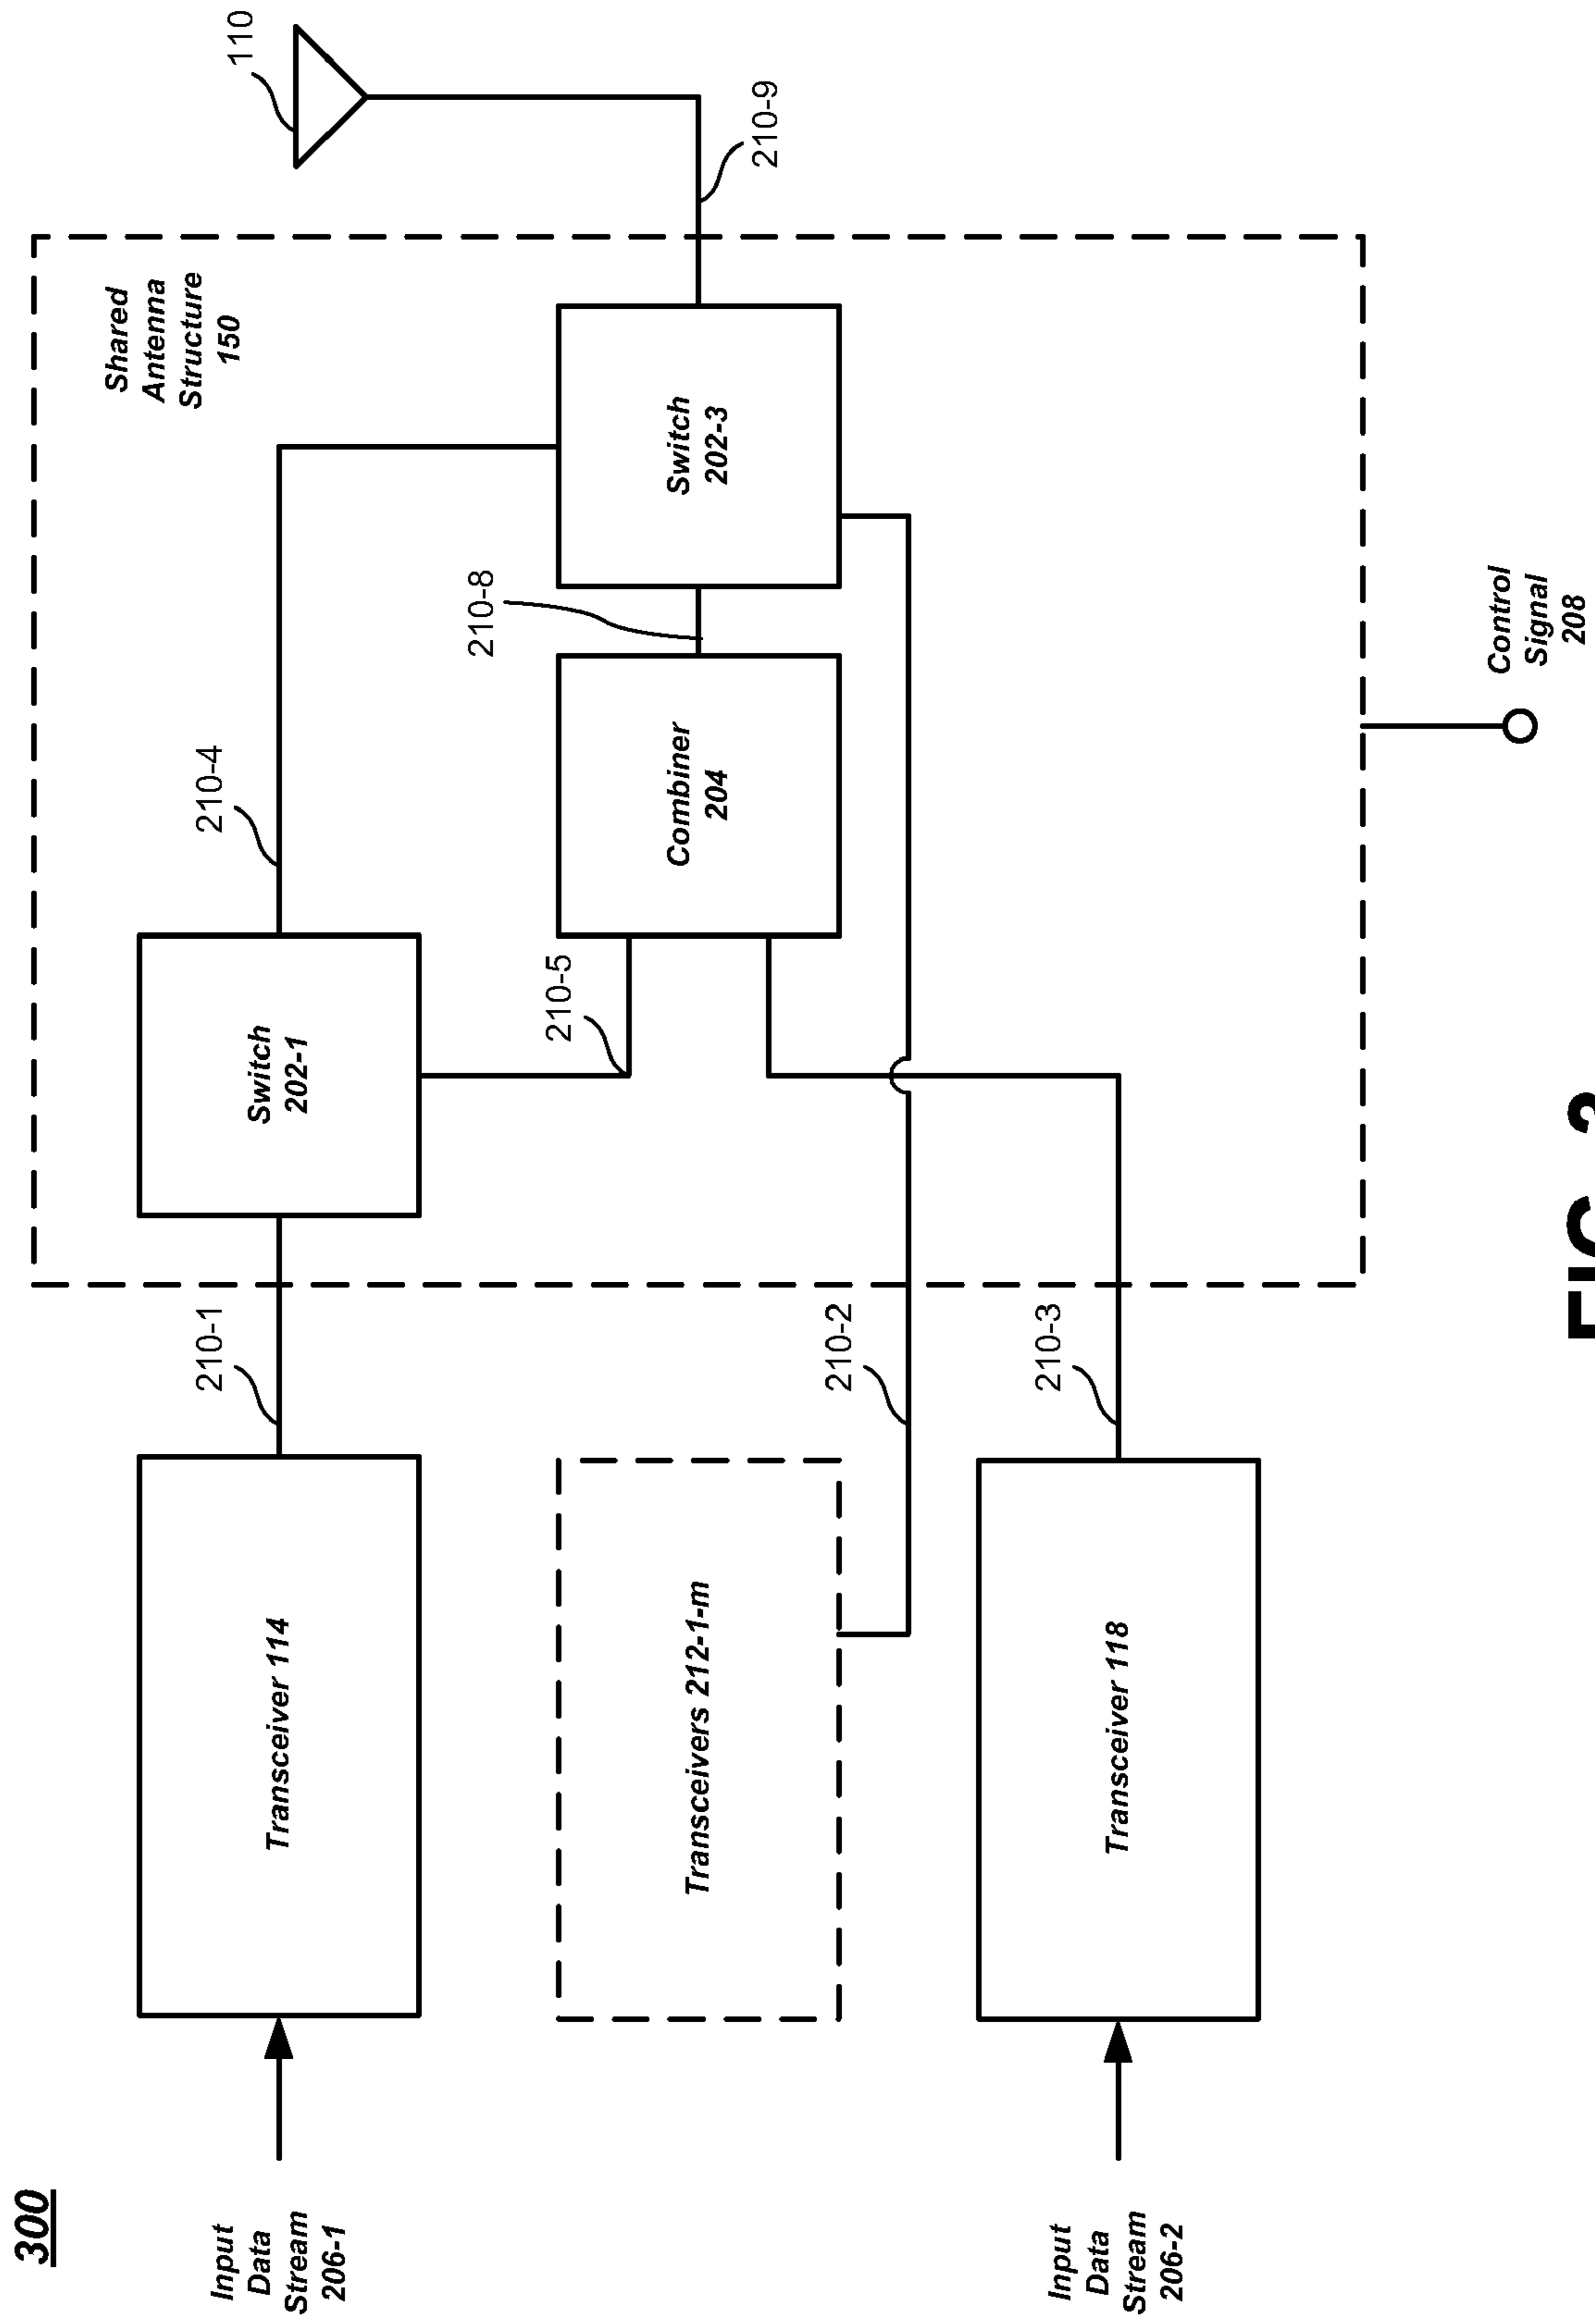 300
Input
Data
Stream
206-1
Transceiver 114
210-1
Switch
202-1
210-4
Shared
Antenna
Structure
150
110
Transceivers 212-1-m
210-2
210-5
Combiner
204
210-8
Switch
202-3
210-9
Input
Data
Stream
206-2
Transceiver 118
210-3
Control
Signal
208